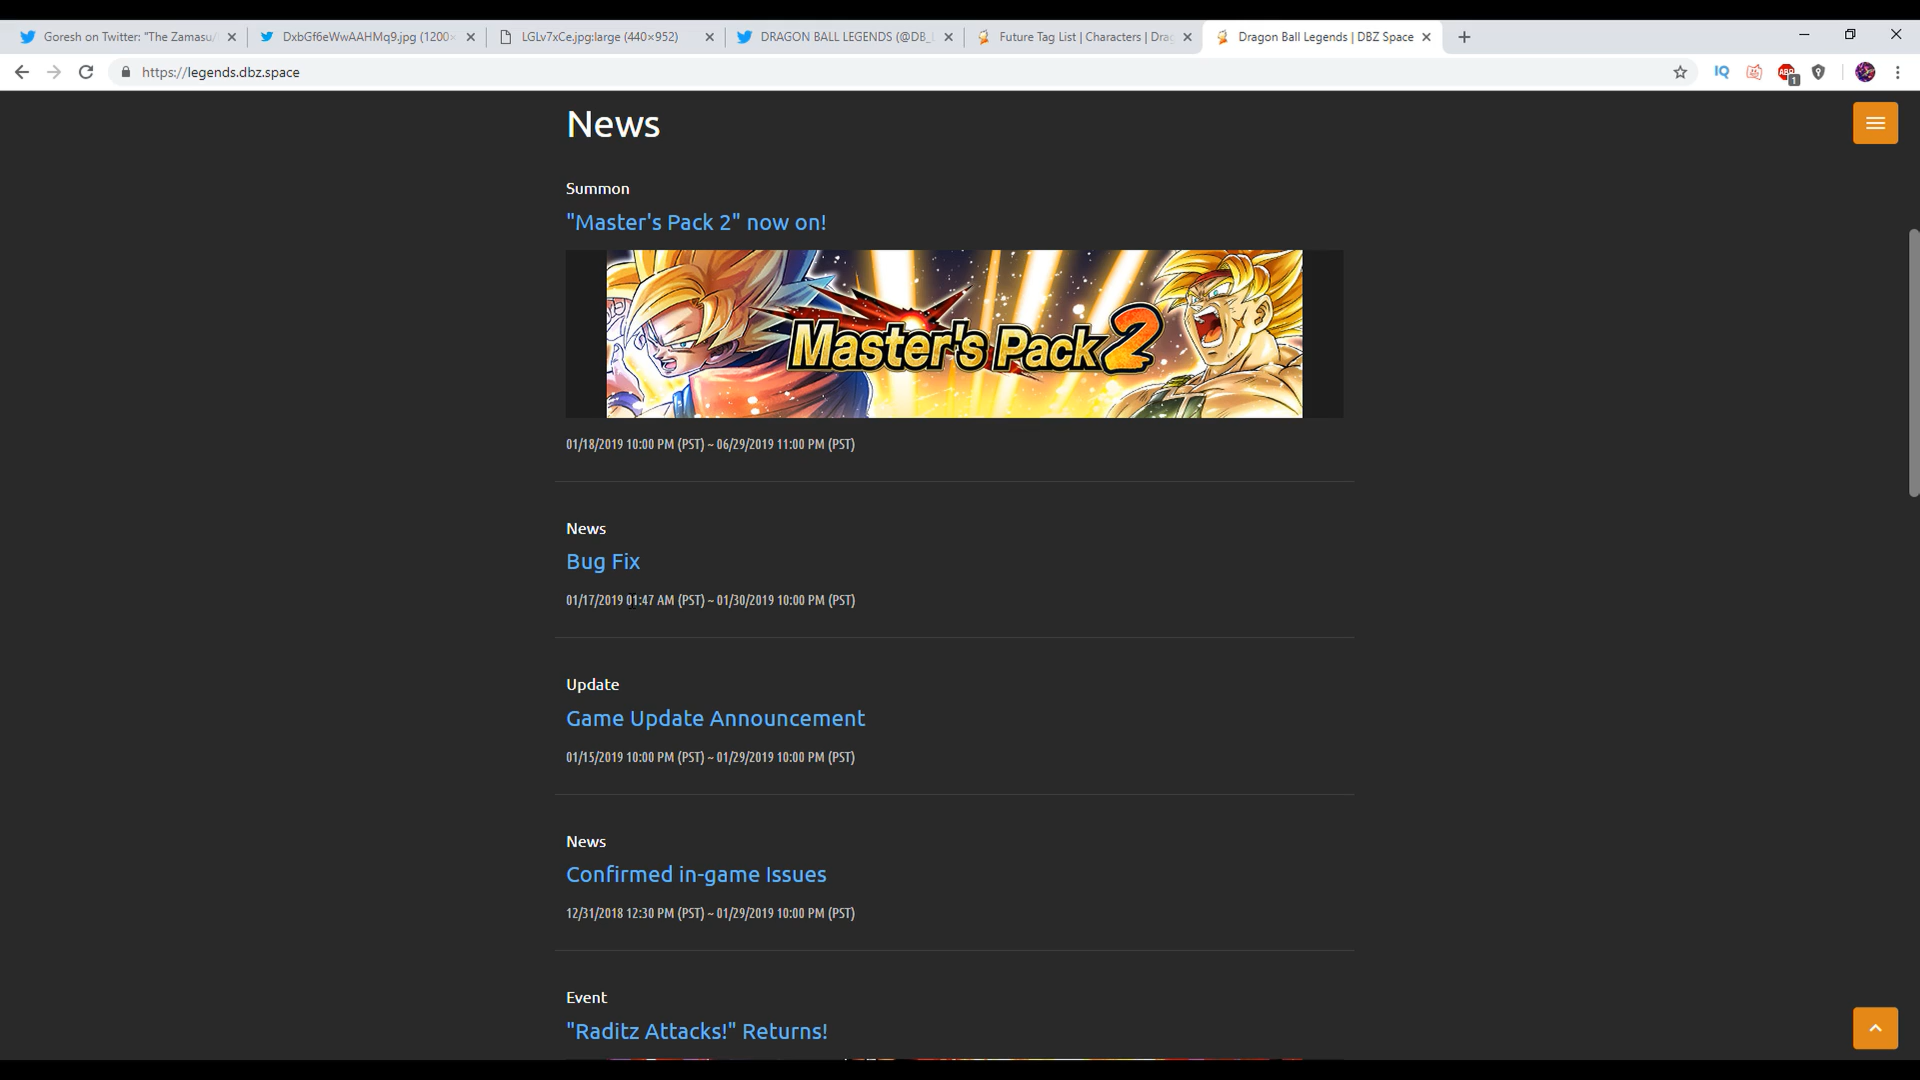 Goresh on Twitter: "The Zamasu/
DxbGf6eWwAAHMq9.jpg (1200×
LGLv7xCe.jpg:large (440×952)
DRAGON BALL LEGENDS (@DB_L
Future Tag List | Characters | Drag
Dragon Ball Legends | DBZ Space
https://legends.dbz.space
IQ
ABP
1
News
Summon
"Master's Pack 2" now on!
Master's Pack 2
01/18/2019 10:00 PM (PST) ~ 06/29/2019 11:00 PM (PST)
News
Bug Fix
01/17/2019 01:47 AM (PST) ~ 01/30/2019 10:00 PM (PST)
Update
Game Update Announcement
01/15/2019 10:00 PM (PST) ~ 01/29/2019 10:00 PM (PST)
News
Confirmed in-game Issues
12/31/2018 12:30 PM (PST) ~ 01/29/2019 10:00 PM (PST)
Event
"Raditz Attacks!" Returns!